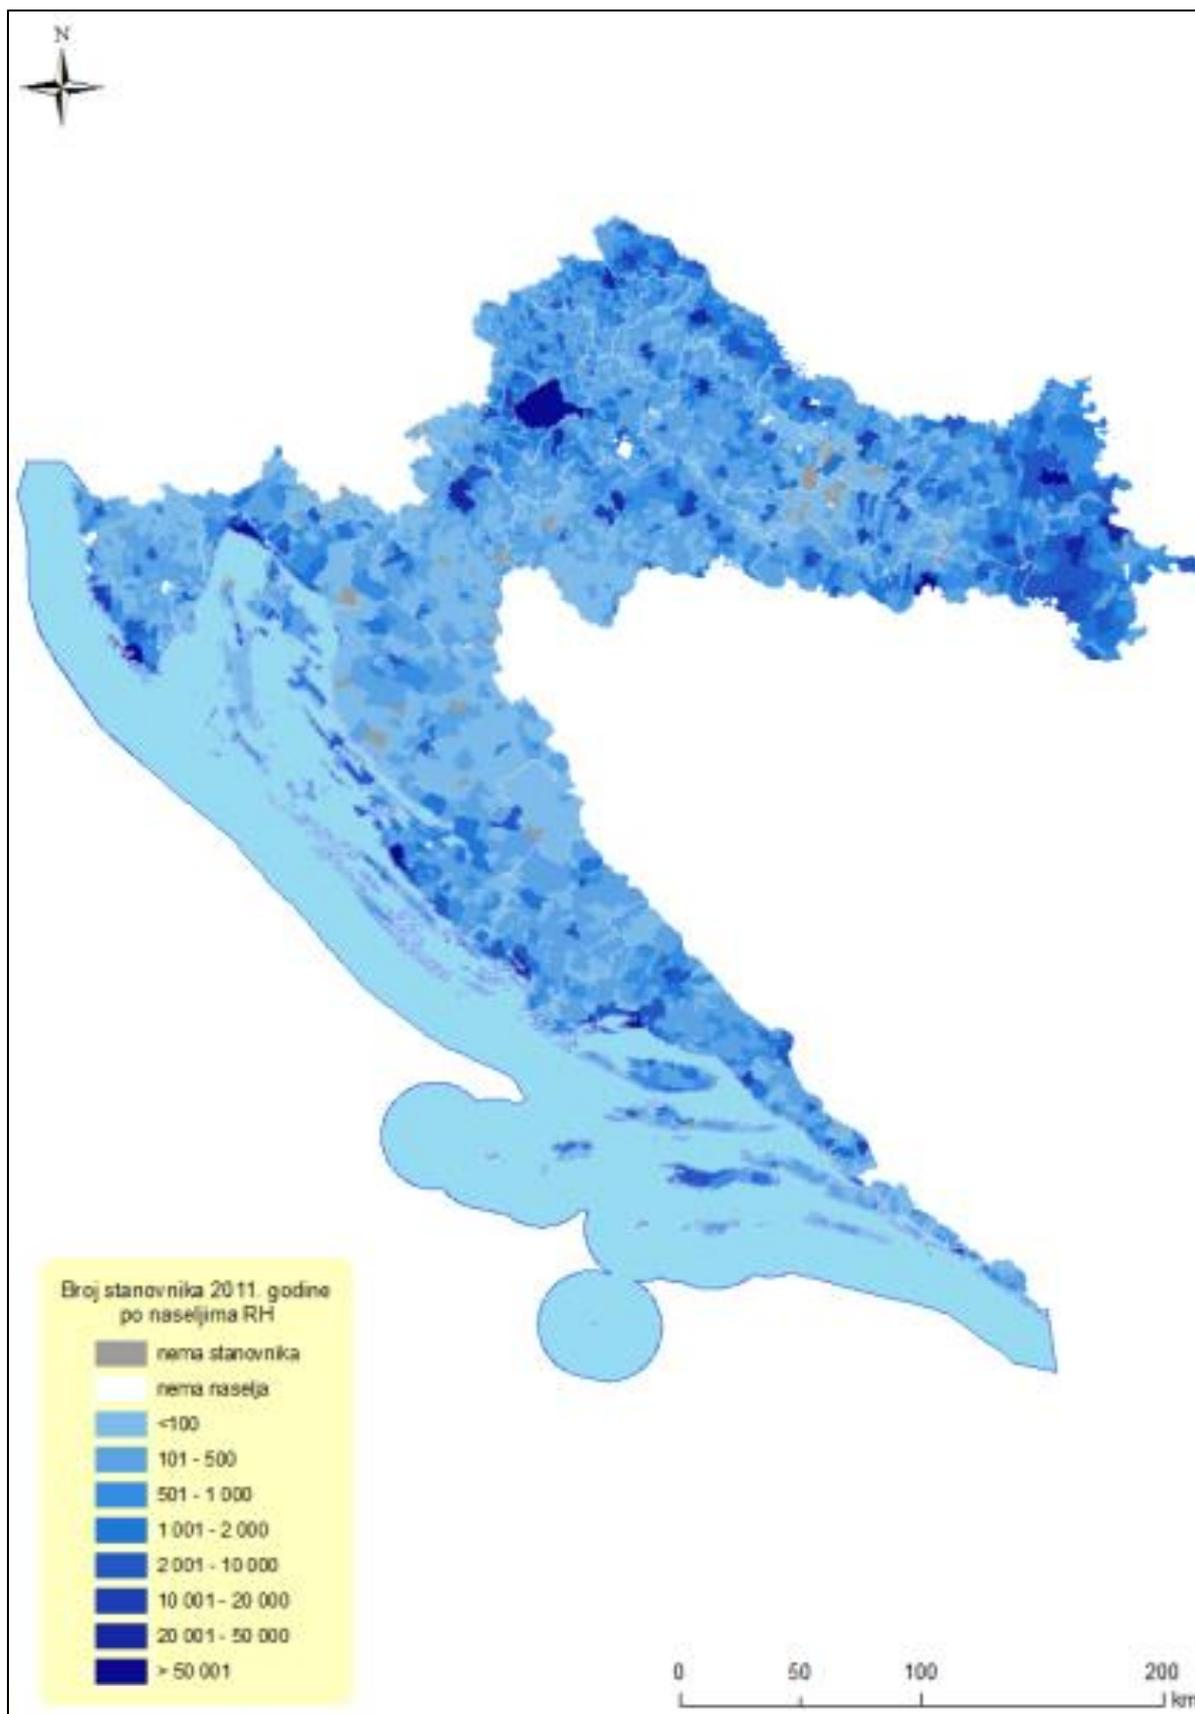 N
Broj stanovnika 2011. godine
po naseljima RH
nema stanovnika
nema naselja
<100
101 - 500
501 - 1 000
1 001 - 2 000
2 001 - 10 000
10 001 - 20 000
20 001 - 50 000
> 50 001
0 50 100 200
km